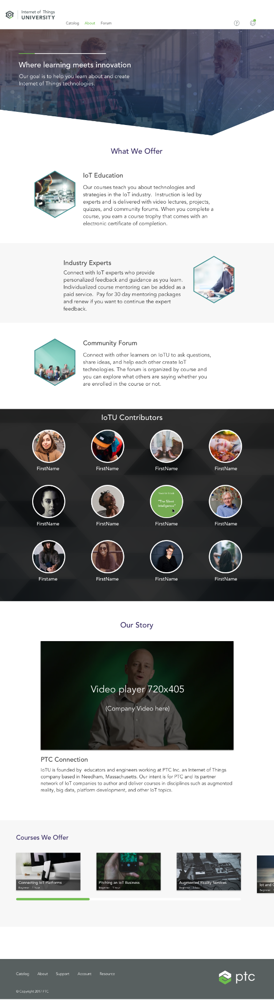 Internet of Things
UNIVERSITY
Catalog About Forum
?
Where learning meets innovation
Our goal is to help you learn about and create
Internet of Things technologies.
What We Offer
IoT Education
Our courses teach you about technologies and
strategies in the IoT industry. Instruction is led by
experts and is delivered with video lectures, projects,
quizzes, and community forums. When you complete a
course, you earn a course trophy that comes with an
electronic certificate of completion.
Industry Experts
Connect with IoT experts who provide
personalized feedback and guidance as you learn.
Individualized course mentoring can be added as a
paid service. Pay for 30 day mentoring packages
and renew if you want to continue the expert
feedback.
Community Forum
Connect with other learners on IoTU to ask questions,
share ideas, and help each other create IoT
technologies. The forum is organized by course and
you can explore what others are saying whether you
are enrolled in the course or not.
IoTU Contributors
FirstName FirstName FirstName FirstName
"The Silent
Inteligence"
FirstName FirstName FirstName FirstName
Firstame FirstName FirstName FirstName
Our Story
Video player 720x405
(Company Video here)
PTC Connection
IoTU is founded by educators and engineers working at PTC Inc. an Internet of Things
company based in Needham, Massachusetts. Our intent is for PTC and its partner
network of IoT companies to author and deliver courses in disciplines such as augmented
reality, big data, platform development, and other IoT topics.
Courses We Offer
Connecting IoT Platforms
Beginner 1 hour
Pitching an IoT Business
Beginner 1 hour
Augmented Reality Services
Beginner 1 hour
Iot and
Beginner
Catalog About Support Account Resource
ptc
© Copyright 2017 PTC